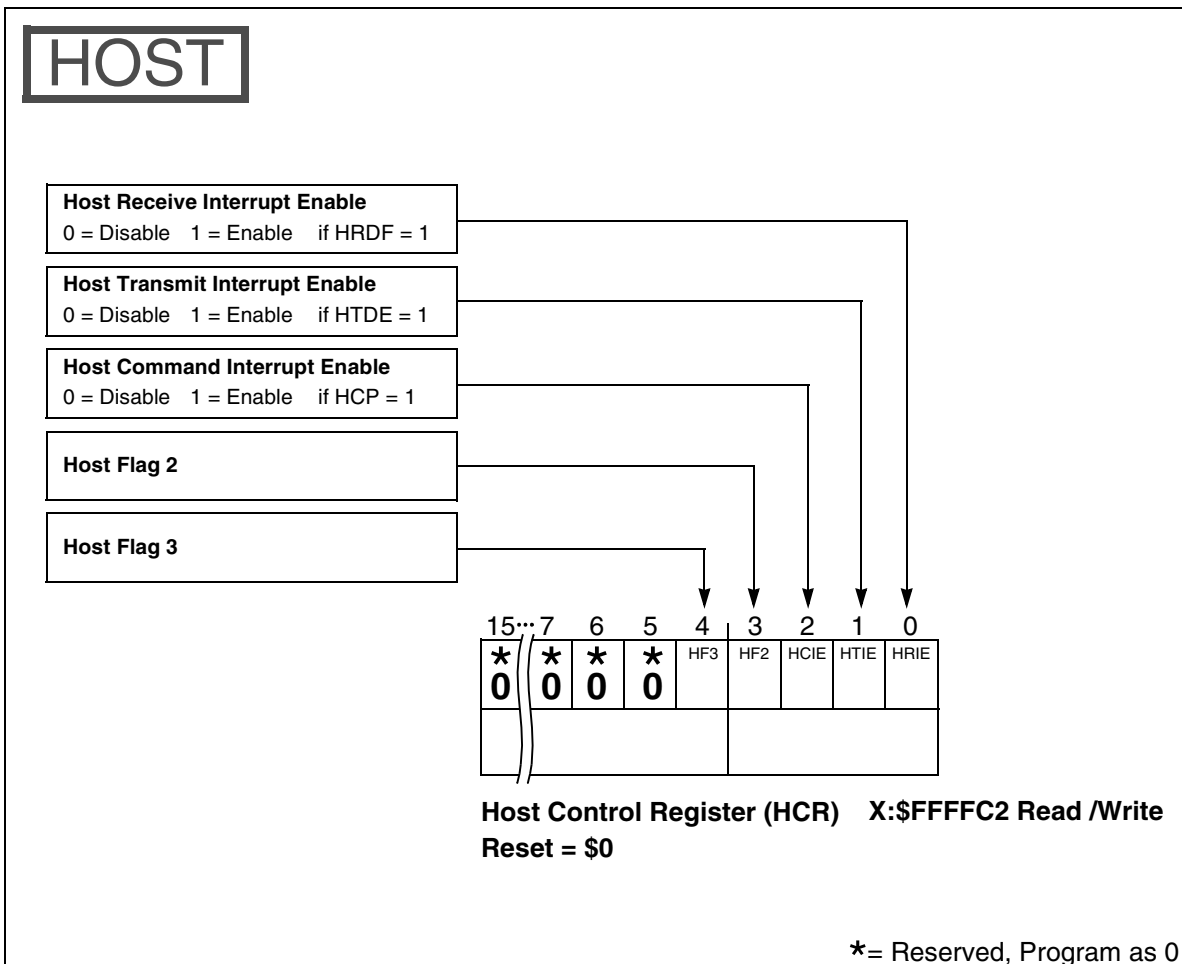 HOST
Host Receive Interrupt Enable
0 = Disable 1 = Enable if HRDF = 1
Host Transmit Interrupt Enable
0 = Disable 1 = Enable if HTDE = 1
Host Command Interrupt Enable
0 = Disable 1 = Enable if HCP = 1
Host Flag 2
Host Flag 3
15··· 7 6 5 4 3 2 1 0
* * * * HF3 HF2 HCIE HTIE HRIE
0 0 0 0
Host Control Register (HCR) X:$FFFFC2 Read /Write
Reset = $0
*= Reserved, Program as 0